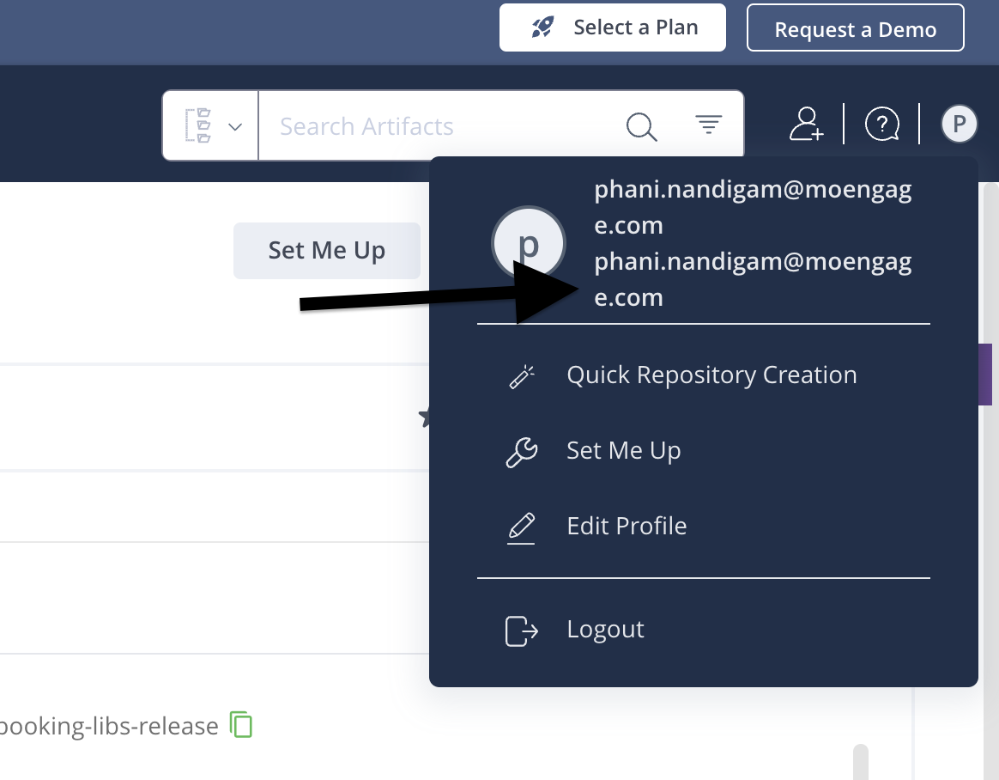 Select a Plan
Request a Demo
Search Artifacts
?
P
phani.nandigam@moengag
e.com
p
phani.nandigam@moengag
e.com
Set Me Up
Quick Repository Creation
Set Me Up
Edit Profile
Logout
ooking-libs-release